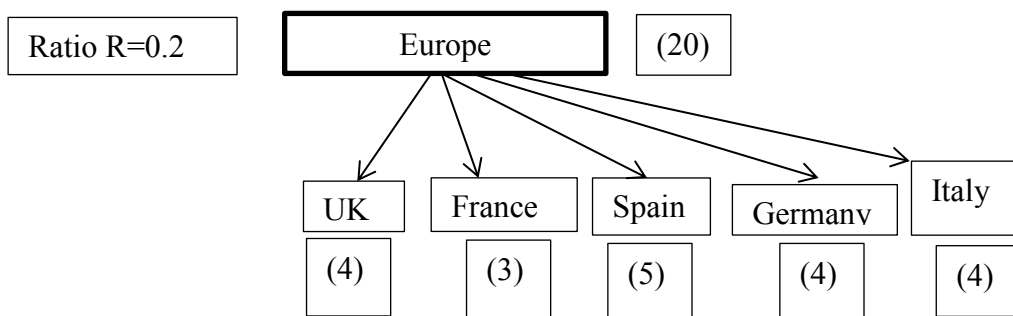 Ratio R=0.2
Europe
(20)
UK
France
Spain
Germany
Italy
(4)
(3)
(5)
(4)
(4)